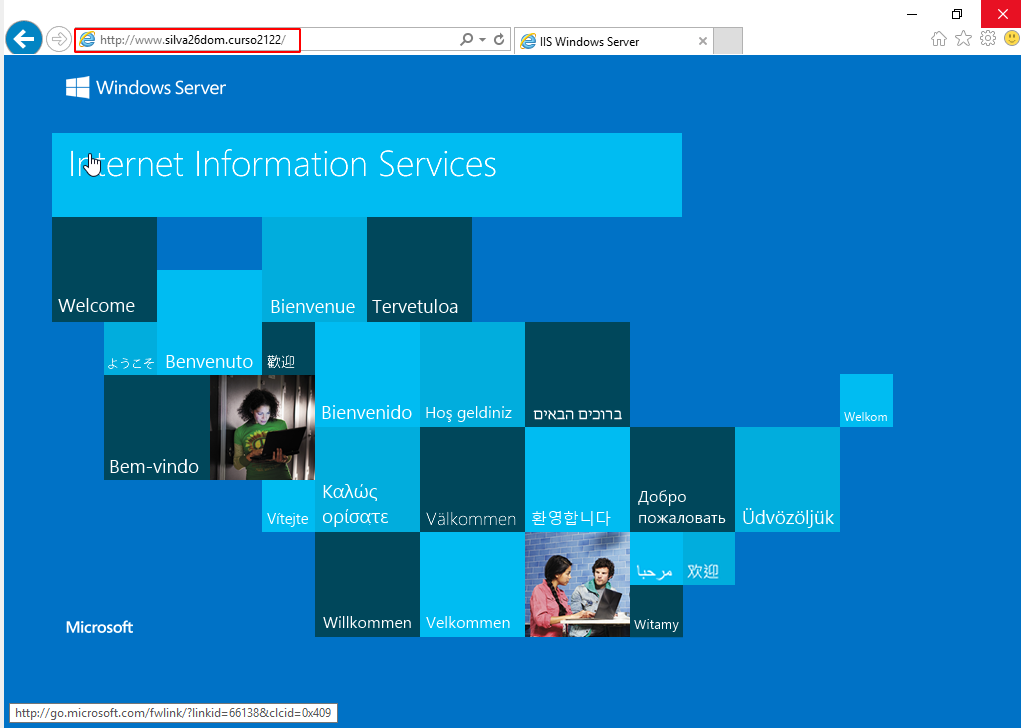 http://www.silva26dom.curso2122/
IIS Windows Server
Windows Server
Internet Information Services
Welcome
Bienvenue
Tervetuloa
ようこそ
Benvenuto
歡迎
Bienvenido
Hoş geldiniz
ברוכים הבאים
Welkom
Bem-vindo
Vítejte
Καλώς
ορίσατε
Välkommen
환영합니다
Добро
пожаловать
Üdvözöljük
مرحبا
欢迎
Willkommen
Velkommen
Witamy
Microsoft
http://go.microsoft.com/fwlink/?linkid=66138&clcid=0x409